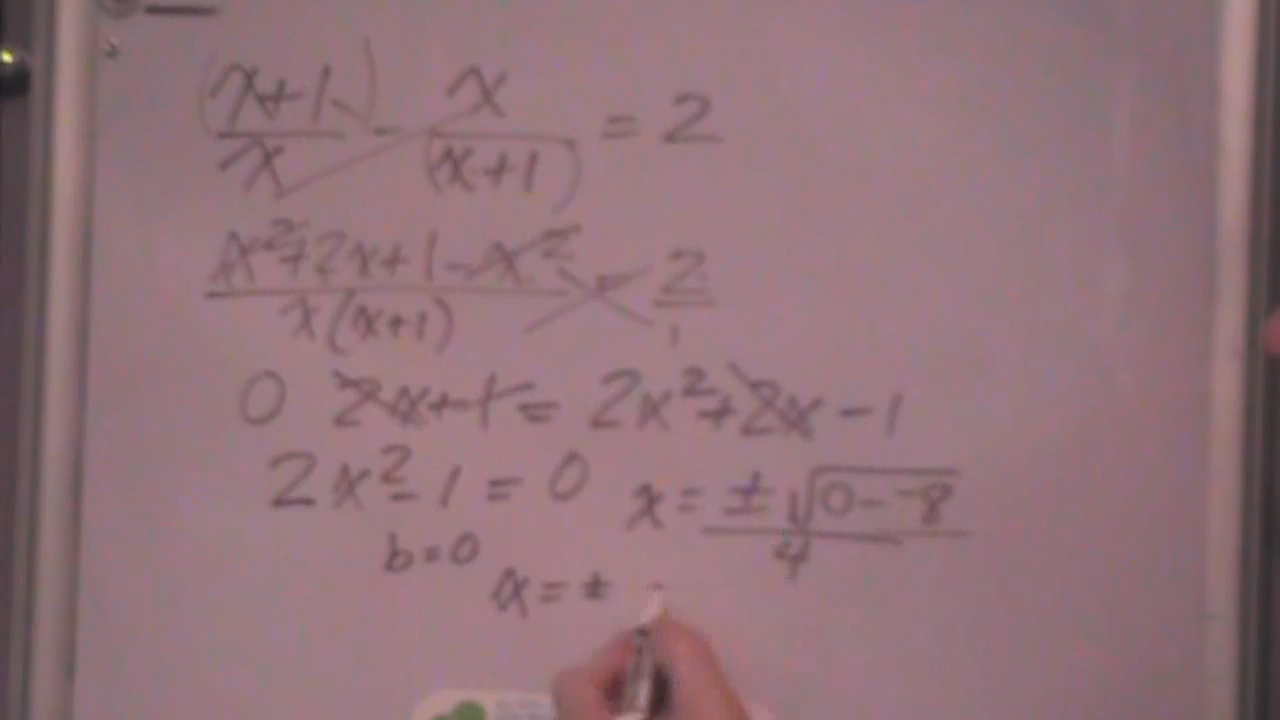 (x+1)/x - x/(x+1) = 2
x²+2x+1-x²/x(x+1) = 2/1
0 2x+1 = 2x²+2x-1
2x²-1=0 x = ±√0--8/4
b=0
x=±